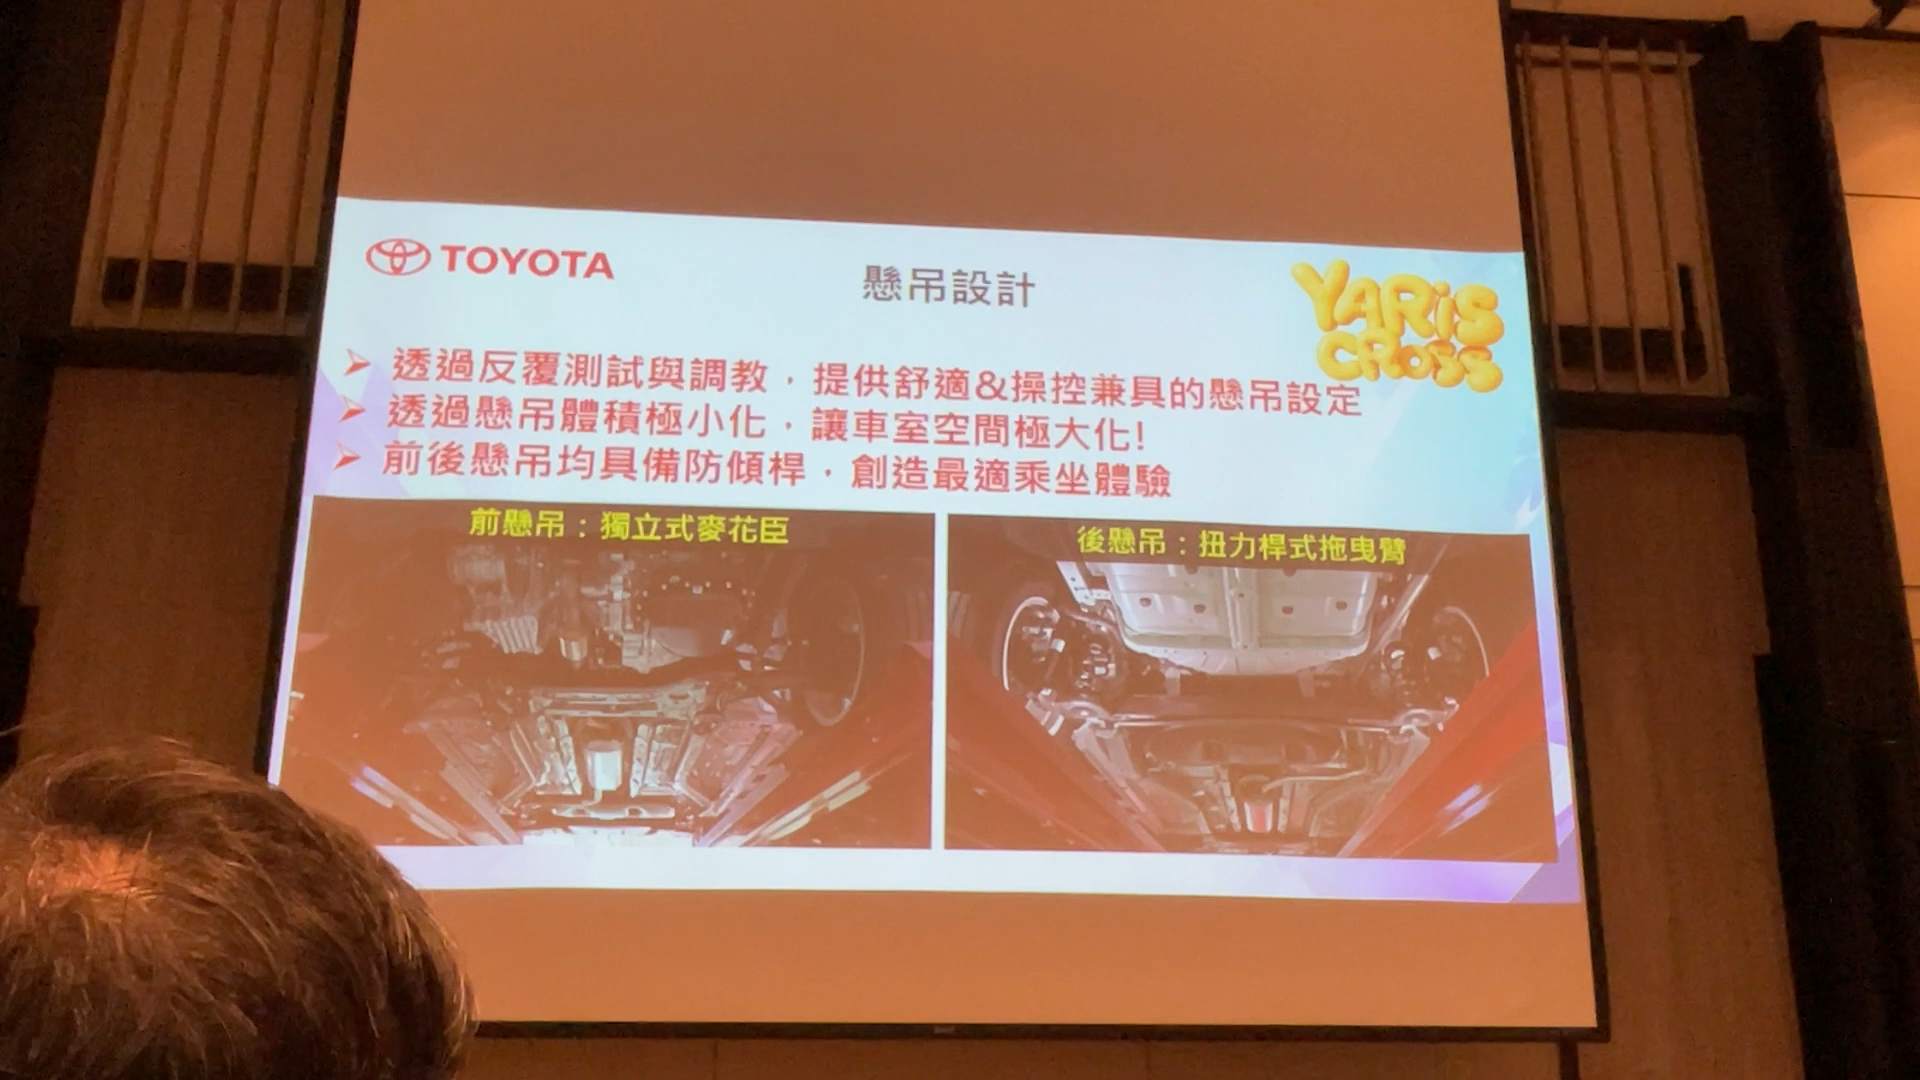 TOYOTA
懸吊設計
YARiS
CROSS
透過反覆測試與調教，提供舒適&操控兼具的懸吊設定
透過懸吊體積極小化，讓車室空間極大化!
前後懸吊均具備防傾桿，創造最適乘坐體驗
前懸吊：獨立式麥花臣
後懸吊：扭力桿式拖曳臂